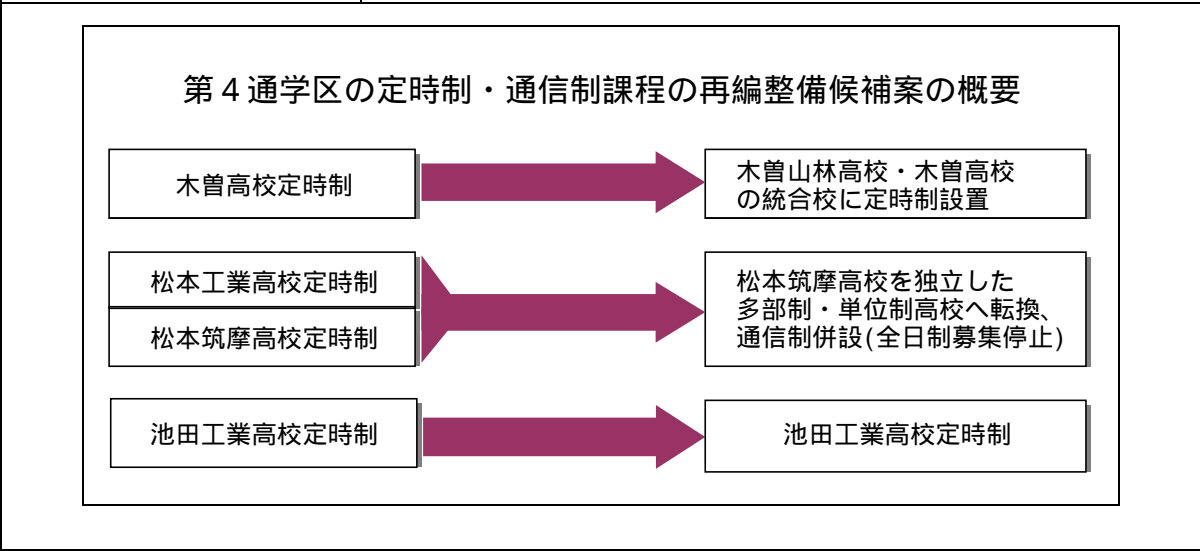 第４通学区の定時制・通信制課程の再編整備候補案の概要
木曽高校定時制
木曽山林高校・木曽高校
の統合校に定時制設置
松本工業高校定時制
松本筑摩高校定時制
松本筑摩高校を独立した
多部制・単位制高校へ転換、
通信制併設(全日制募集停止)
池田工業高校定時制
池田工業高校定時制